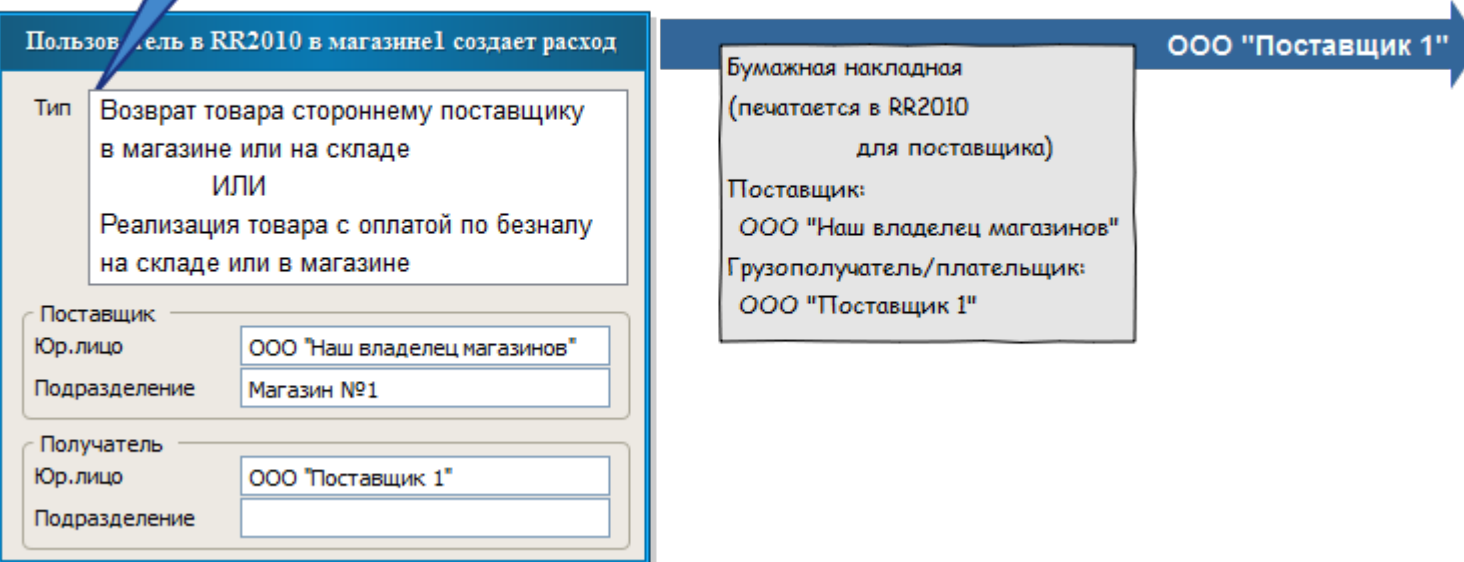 Пользователь в RR2010 в магазине1 создает расход
Тип
Возврат товара стороннему поставщику
в магазине или на складе
ИЛИ
Реализация товара с оплатой по безналу
на складе или в магазине
Поставщик
Юр.лицо ООО "Наш владелец магазинов"
Подразделение Магазин №1
Получатель
Юр.лицо ООО "Поставщик 1"
Подразделение
ООО "Поставщик 1"
Бумажная накладная
(печатается в RR2010
для поставщика)
Поставщик:
ООО "Наш владелец магазинов"
Грузополучатель/плательщик:
ООО "Поставщик 1"